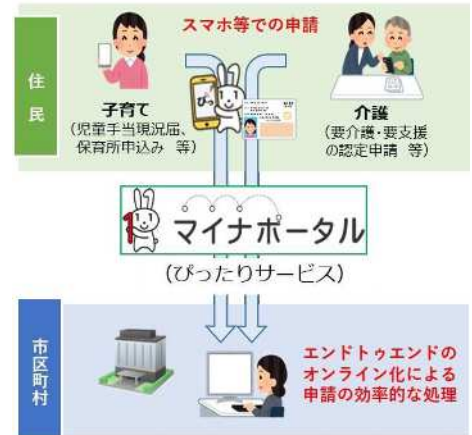 スマホ等での申請
住民
子育て
(児童手当現況届、
保育所申込み 等)
ぴっ
介護
(要介護・要支援
の認定申請 等)
マイナポータル
(ぴったりサービス)
市区町村
エンドトゥエンドの
オンライン化による
申請の効率的な処理